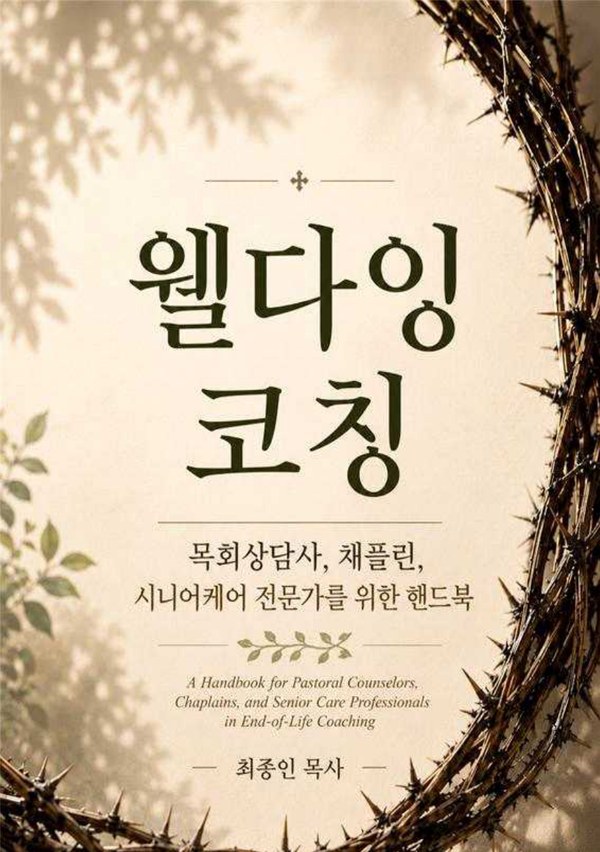 웰다잉
코칭
목회상담사, 채플린,
시니어케어 전문가를 위한 핸드북
A Handbook for Pastoral Counselors,
Chaplains, and Senior Care Professionals
in End-of-Life Coaching
최종인 목사